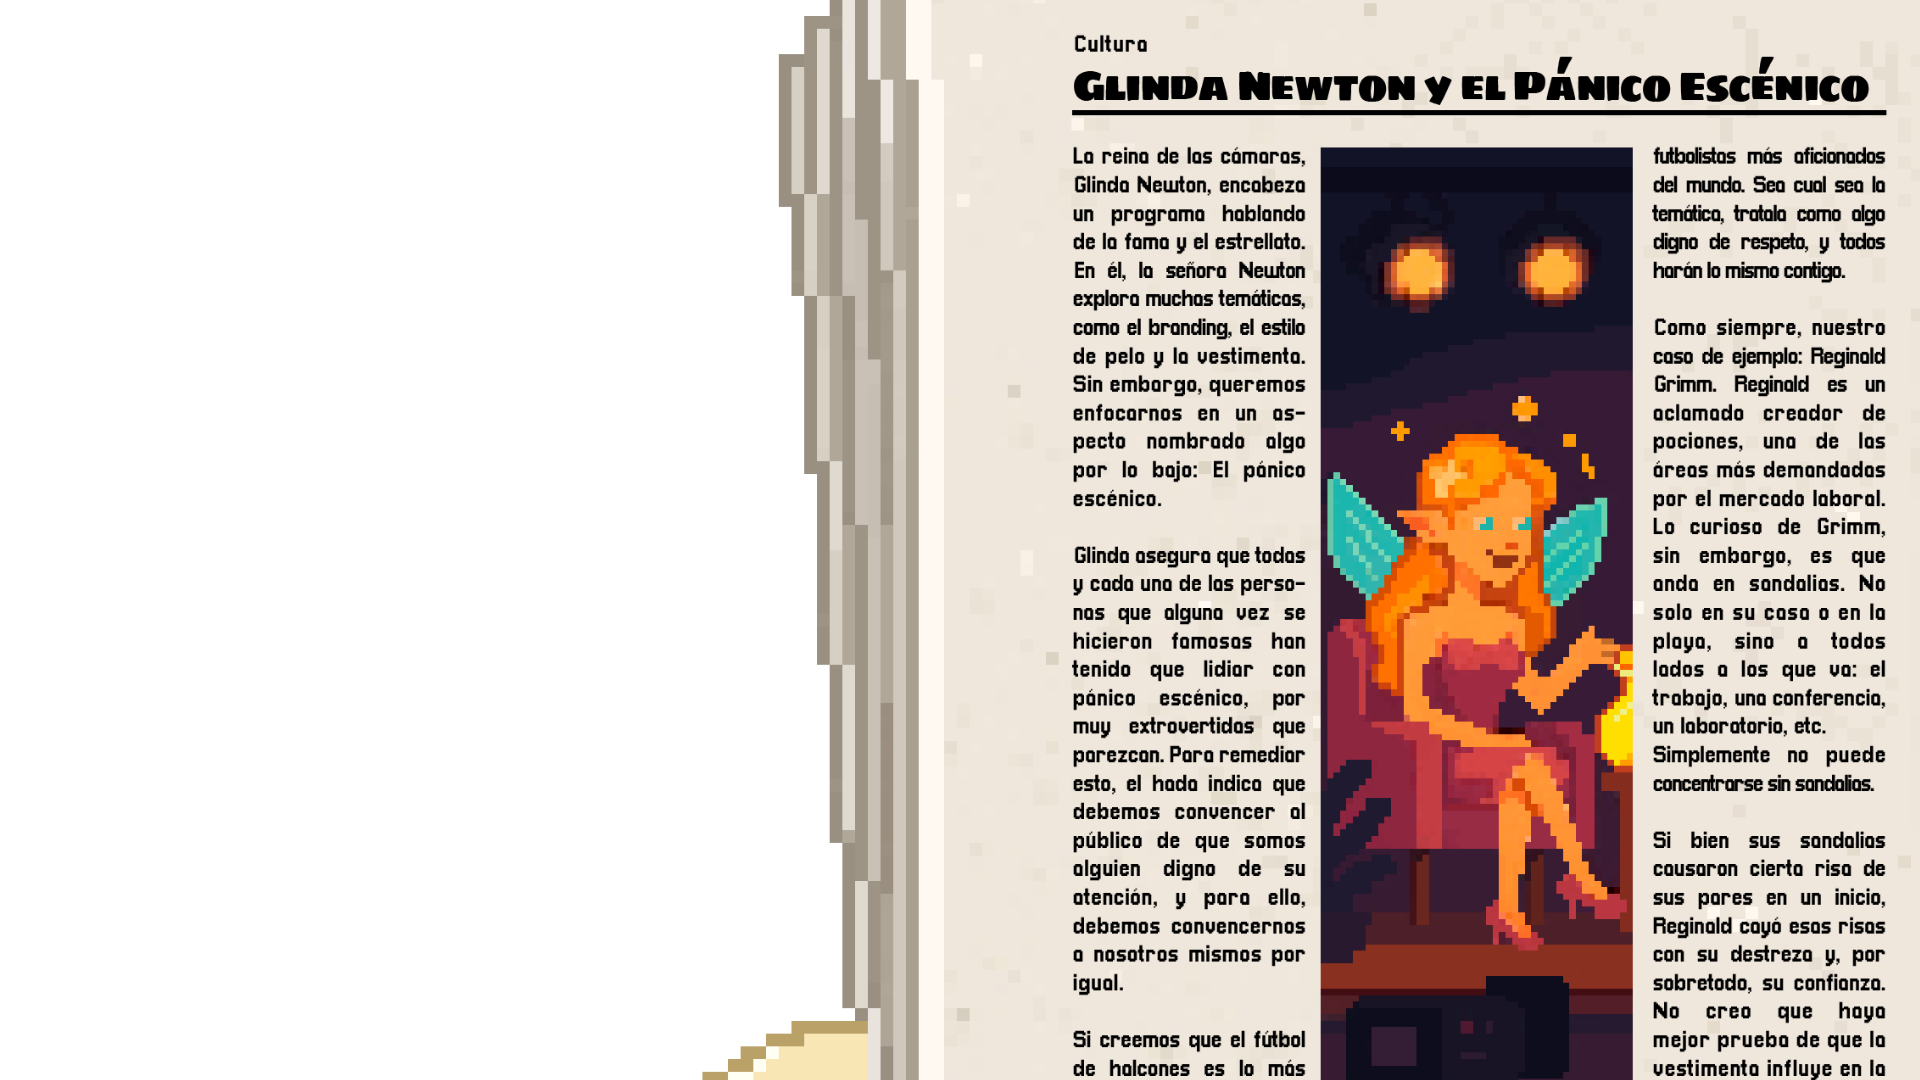 Cultura
Glinda Newton y el Pánico Escénico
La reina de las cámaras,
Glinda Newton, encabeza
un programa hablando
de la fama y el estrellato.
En él, la señora Newton
explora muchas temáticas,
como el branding, el estilo
de pelo y la vestimenta.
Sin embargo, queremos
enfocarnos en un as-
pecto nombrado algo
por lo bajo: El pánico
escénico.
Glinda asegura que todas
y cada una de las perso-
nas que alguna vez se
hicieron famosas han
tenido que lidiar con
pánico escénico, por
muy extrovertidas que
parezcan. Para remediar
esto, el hada indica que
debemos convencer al
público de que somos
alguien digno de su
atención, y para ello,
debemos convencernos
a nosotros mismos por
igual.
Si creemos que el fútbol
de halcones es lo más
futbolistas más aficionados
del mundo. Sea cual sea la
temática, tratala como algo
digno de respeto, y todos
harán lo mismo contigo.
Como siempre, nuestro
caso de ejemplo: Reginald
Grimm. Reginald es un
aclamado creador de
pociones, una de las
áreas más demandadas
por el mercado laboral.
Lo curioso de Grimm,
sin embargo, es que
anda en sandalias. No
solo en su casa o en la
playa, sino a todos
lados a los que va: el
trabajo, una conferencia,
un laboratorio, etc.
Simplemente no puede
concentrarse sin sandalias.
Si bien sus sandalias
causaron cierta risa de
sus pares en un inicio,
Reginald cayó esas risas
con su destreza y, por
sobretodo, su confianza.
No creo que haya
mejor prueba de que la
vestimenta influye en la